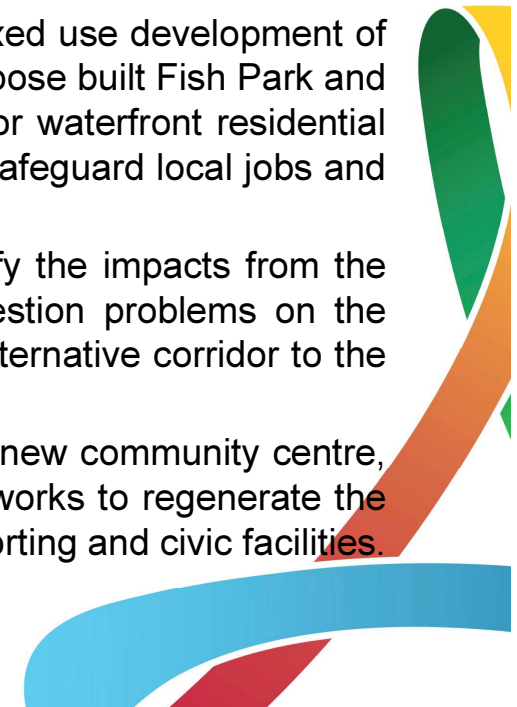 xed use development of
pose built Fish Park and
or waterfront residential
afeguard local jobs and
fy the impacts from the
estion problems on the
lternative corridor to the
new community centre,
works to regenerate the
orting and civic facilities.